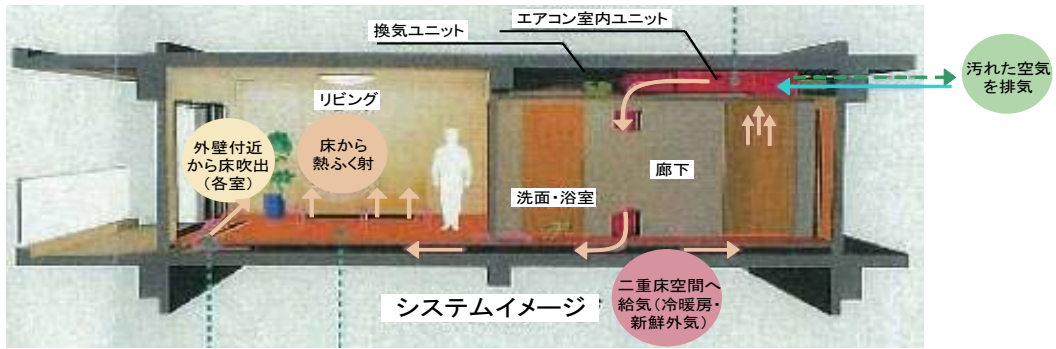 エアコン室内ユニット
換気ユニット
汚れた空気
を排気
リビング
外壁付近
から床吹出
(各室)
床から
熱ふく射
廊下
洗面・浴室
二重床空間へ
給気(冷暖房・
新鮮外気)
システムイメージ